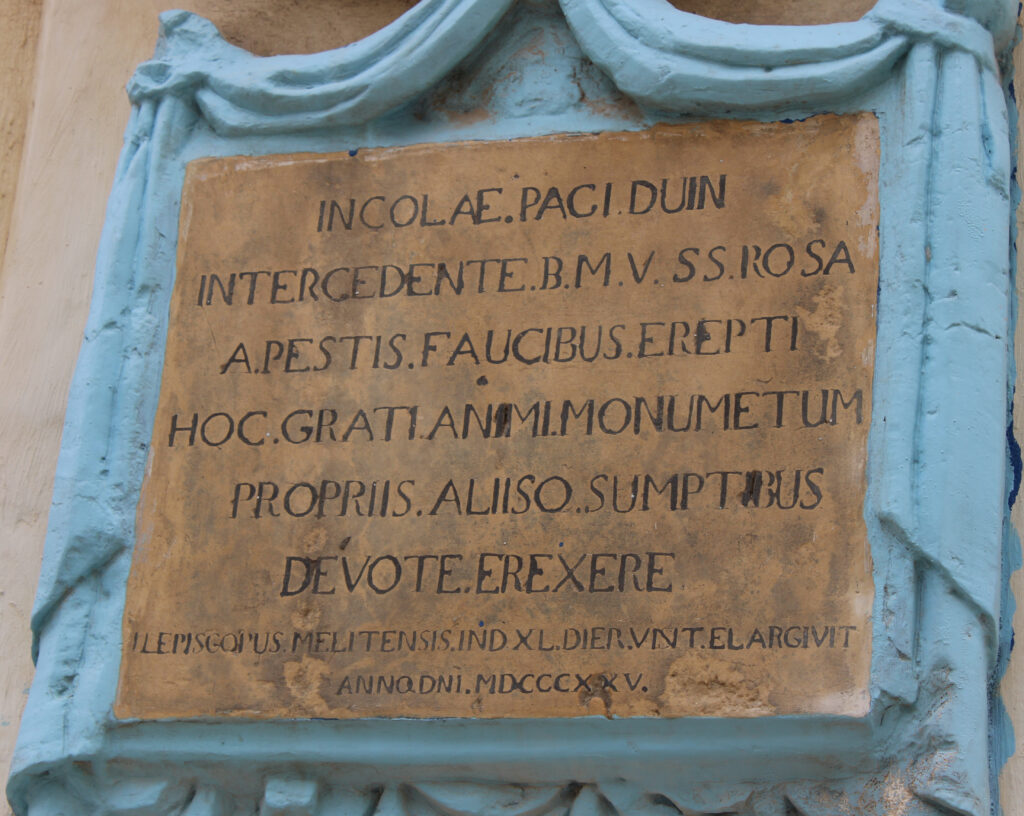 INCOLAE.PAGI.DUIN
INTERCEDENTE.B.M.V.SS.ROSA
A.PESTIS.FAUCIBUS.EREPTI
HOC.GRATI.ANIMI.MONUMETUM
PROPRIIS.ALIISQ.SUMPTIBUS
DEVOTE.EREXERE
ILEPISCOPUS.MELITENSIS.IND XL.DIER.VNT.ELARGIVIT
ANNO.DNI.MDCCCXXV.